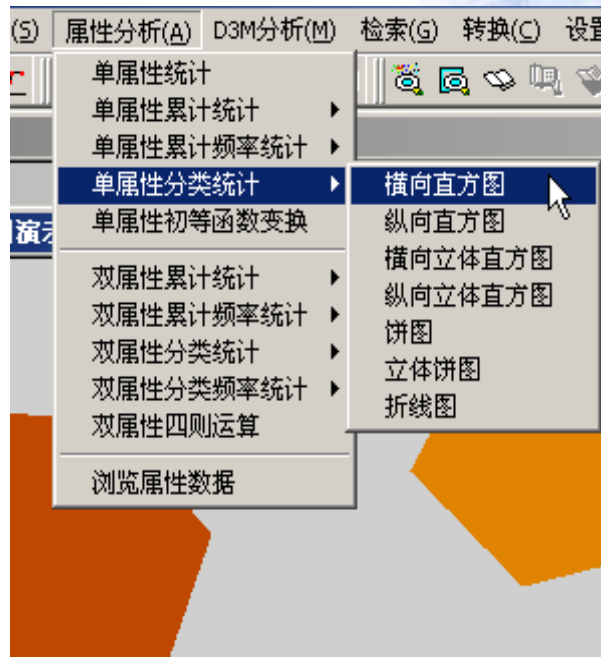 (S) 属性分析(A) D3M分析(M) 检索(G) 转换(C) 设置
单属性统计
单属性累计统计
单属性累计频率统计
单属性分类统计
单属性初等函数变换
双属性累计统计
双属性累计频率统计
双属性分类统计
双属性分类频率统计
双属性四则运算
浏览属性数据
横向直方图
纵向直方图
横向立体直方图
纵向立体直方图
饼图
立体饼图
折线图